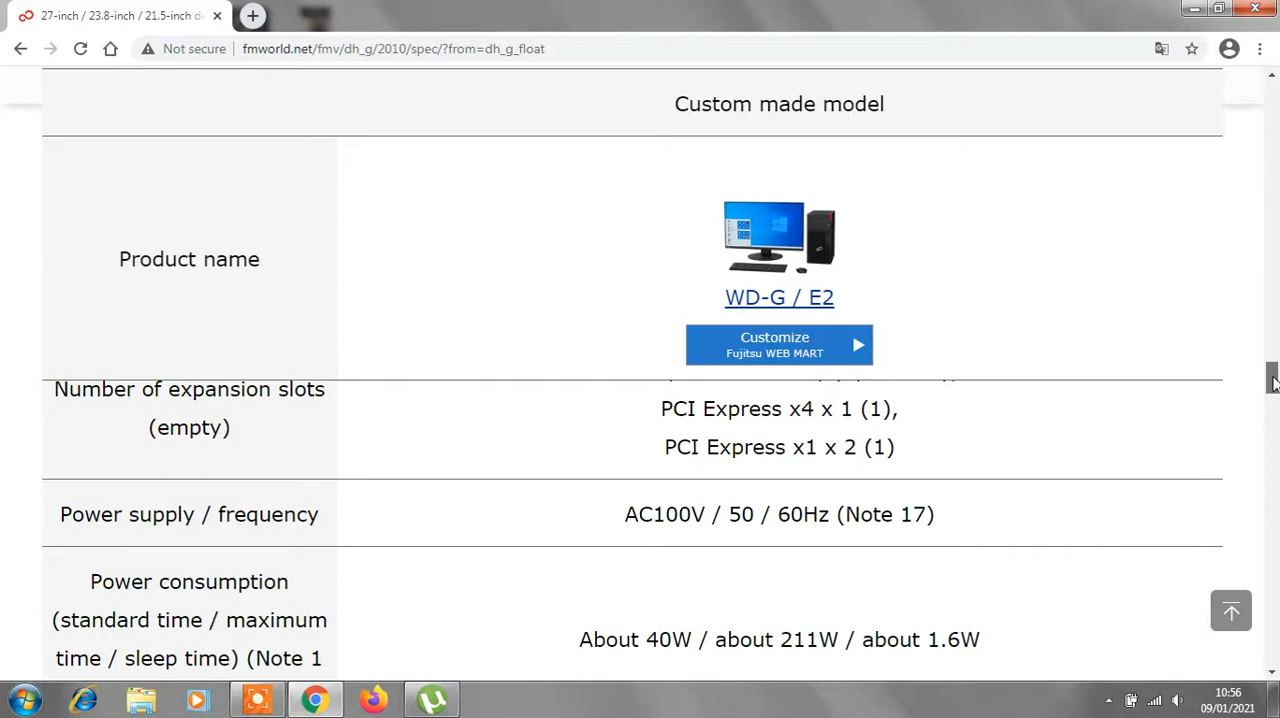 27-inch / 23.8-inch / 21.5-inch de
Not secure
fmworld.net/fmv/dh_g/2010/spec/?from=dh_g_float
Custom made model
Product name
WD-G / E2
Customize
Fujitsu WEB MART
Number of expansion slots
(empty)
PCI Express x4 x 1 (1),
PCI Express x1 x 2 (1)
Power supply / frequency
AC100V / 50 / 60Hz (Note 17)
Power consumption
(standard time / maximum
time / sleep time) (Note 1
About 40W / about 211W / about 1.6W
10:56
09/01/2021